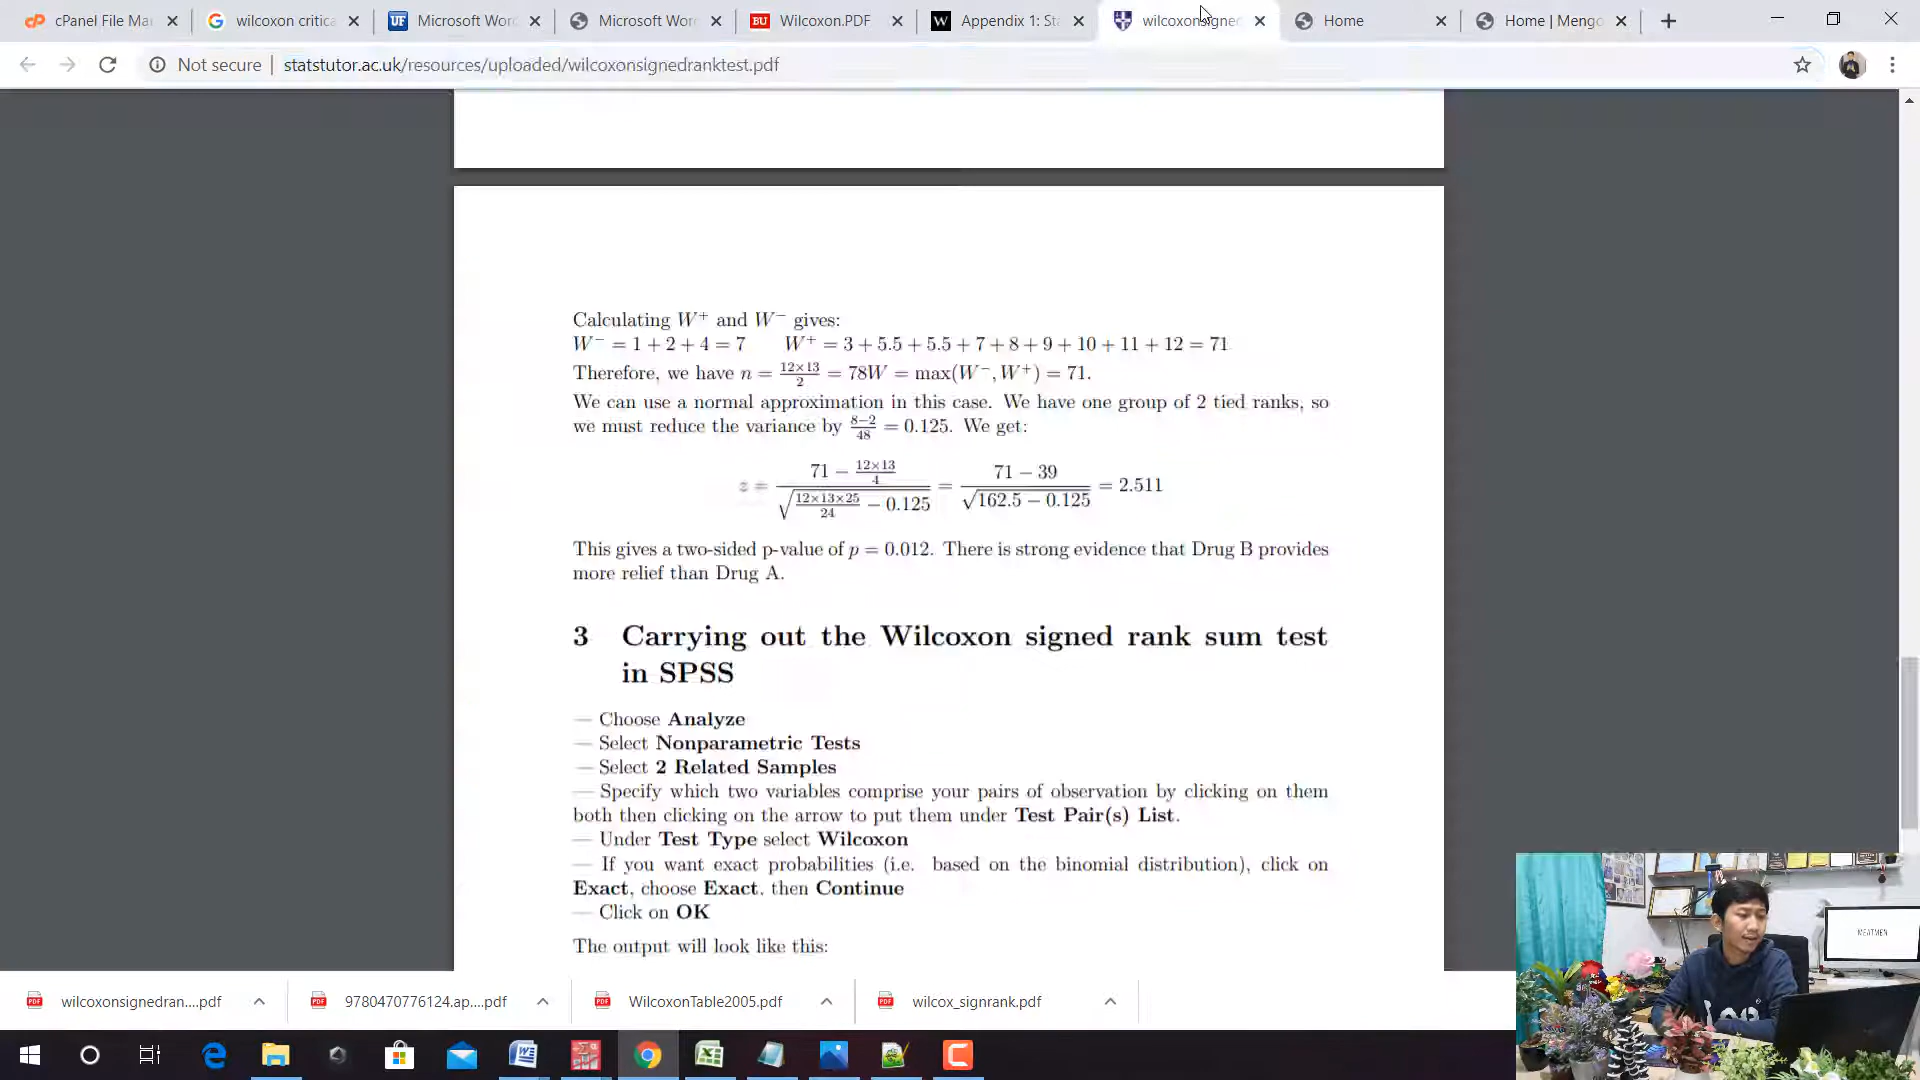 cPanel File Ma
wilcoxon critica
Microsoft Wor
Microsoft Wor
Wilcoxon.PDF
Appendix 1: Sta
wilcoxonsigned
Home
Home | Mengo
Not secure | statstutor.ac.uk/resources/uploaded/wilcoxonsignedranktest.pdf
Calculating W⁺ and W⁻ gives:
W⁻ = 1 + 2 + 4 = 7 W⁺ = 3 + 5.5 + 5.5 + 7 + 8 + 9 + 10 + 11 + 12 = 71
Therefore, we have n = 12×13/2 = 78W = max(W⁻, W⁺) = 71.
We can use a normal approximation in this case. We have one group of 2 tied ranks, so
we must reduce the variance by 8−2/48 = 0.125. We get:
z = (71 − 12×13/4) / √(12×13×25/24 − 0.125) = (71 − 39) / √(162.5 − 0.125) = 2.511
This gives a two-sided p-value of p = 0.012. There is strong evidence that Drug B provides
more relief than Drug A.
3 Carrying out the Wilcoxon signed rank sum test
in SPSS
— Choose Analyze
— Select Nonparametric Tests
— Select 2 Related Samples
— Specify which two variables comprise your pairs of observation by clicking on them
both then clicking on the arrow to put them under Test Pair(s) List.
— Under Test Type select Wilcoxon
— If you want exact probabilities (i.e. based on the binomial distribution), click on
Exact, choose Exact, then Continue
— Click on OK
The output will look like this:
MEATMEN
wilcoxonsignedran....pdf
9780470776124.ap....pdf
WilcoxonTable2005.pdf
wilcox_signrank.pdf